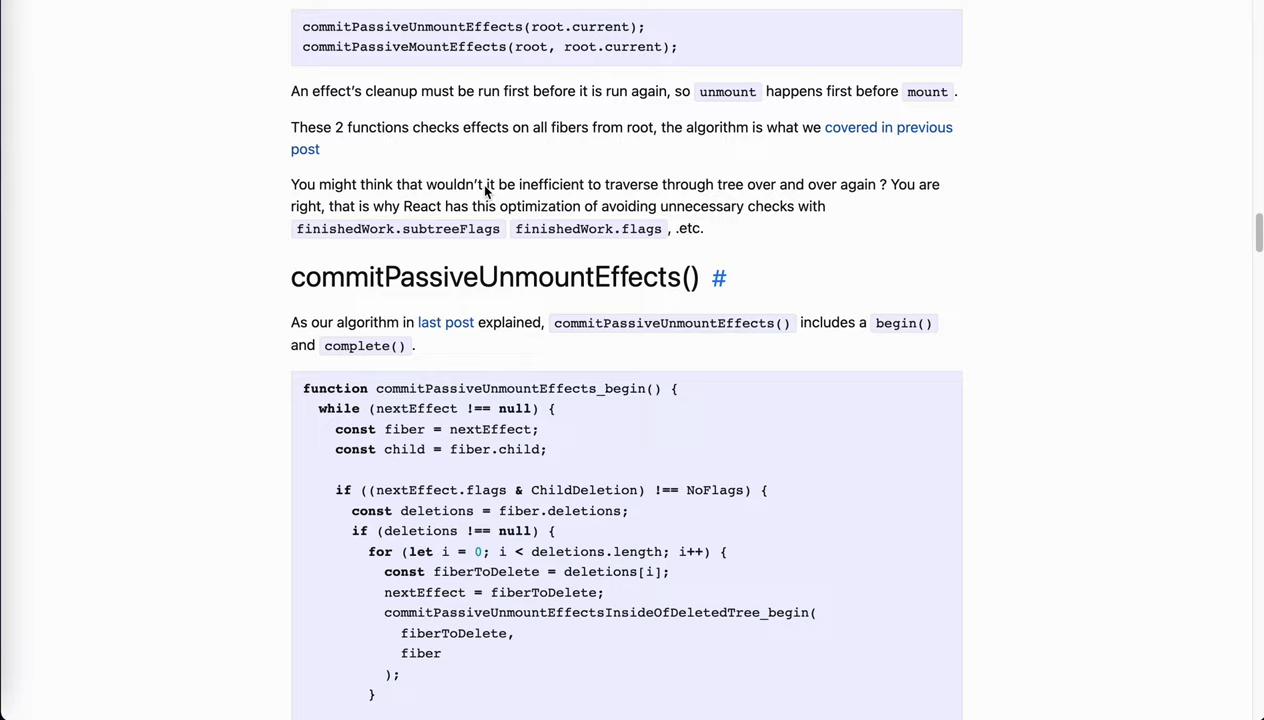 commitPassiveUnmountEffects(root.current);
commitPassiveMountEffects(root, root.current);
An effect's cleanup must be run first before it is run again, so unmount happens first before mount .
These 2 functions checks effects on all fibers from root, the algorithm is what we covered in previous
post
You might think that wouldn't it be inefficient to traverse through tree over and over again ? You are
right, that is why React has this optimization of avoiding unnecessary checks with
finishedWork.subtreeFlags finishedWork.flags , .etc.
commitPassiveUnmountEffects() #
As our algorithm in last post explained, commitPassiveUnmountEffects() includes a begin()
and complete() .
function commitPassiveUnmountEffects_begin() {
while (nextEffect !== null) {
const fiber = nextEffect;
const child = fiber.child;
if ((nextEffect.flags & ChildDeletion) !== NoFlags) {
const deletions = fiber.deletions;
if (deletions !== null) {
for (let i = 0; i < deletions.length; i++) {
const fiberToDelete = deletions[i];
nextEffect = fiberToDelete;
commitPassiveUnmountEffectsInsideOfDeletedTree_begin(
fiberToDelete,
fiber
);
}